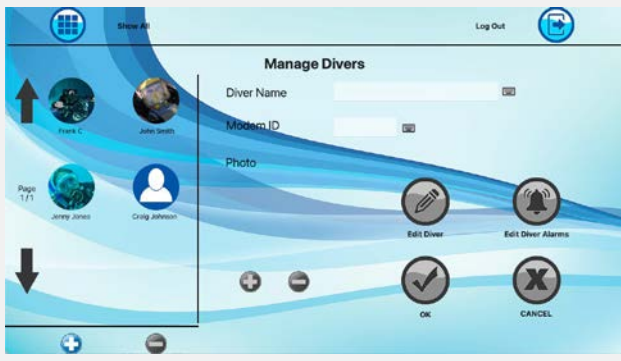 Show All
Log Out
Manage Divers
Diver Name
Modem ID
Photo
Frank C
John Smith
Page
1/1
Jenny Jones
Craig Johnson
Edit Diver
Edit Diver Alarms
OK
CANCEL